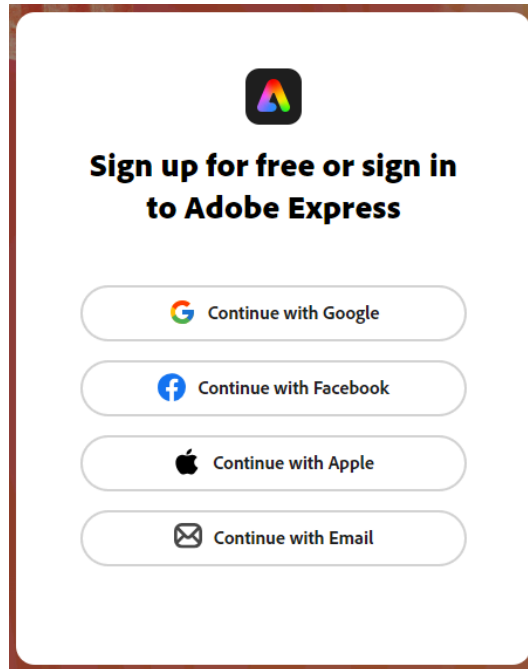 Sign up for free or sign in
to Adobe Express
Continue with Google
Continue with Facebook
Continue with Apple
Continue with Email